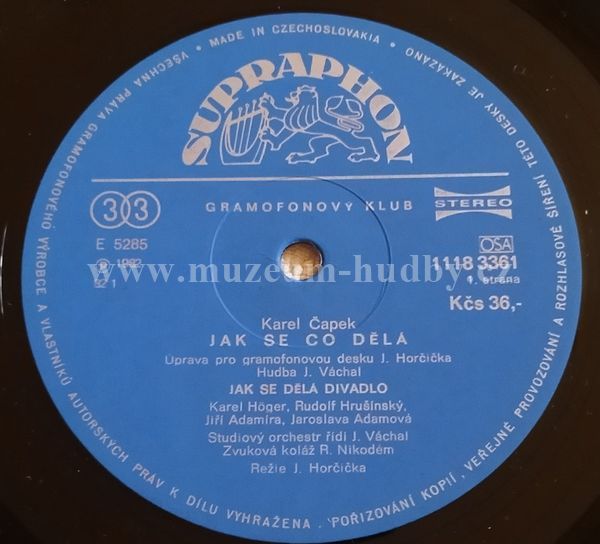 VŠECHNA PRÁVA GRAMOFONOVÉHO VÝROBCE A VLASTNÍKŮ AUTORSKÝCH PRÁV K DÍLU VYHRAŽENA . POŘIZOVÁNÍ KOPIÍ, VEŘEJNÉ PROVOZOVÁNÍ A ROZHLASOVÉ ŠÍŘENÍ TÉTO DESKY JE ZAKÁZÁNO • MADE IN CZECHOSLOVAKIA •
SUPRAPHON
33
GRAMOFONOVÝ KLUB
STEREO
E 5285
OSA
1118 3361
℗ 1982
1. strana
Kčs 36,-
www.muzeum-hudby.cz
Karel Čapek
JAK SE CO DĚLÁ
Úprava pro gramofonovou desku J. Horčička
Hudba J. Váchal
JAK SE DĚLÁ DIVADLO
Karel Höger, Rudolf Hrušínský,
Jiří Adamíra, Jaroslava Adamová
Studiový orchestr řídí J. Váchal
Zvuková koláž R. Nikodém
Režie J. Horčička